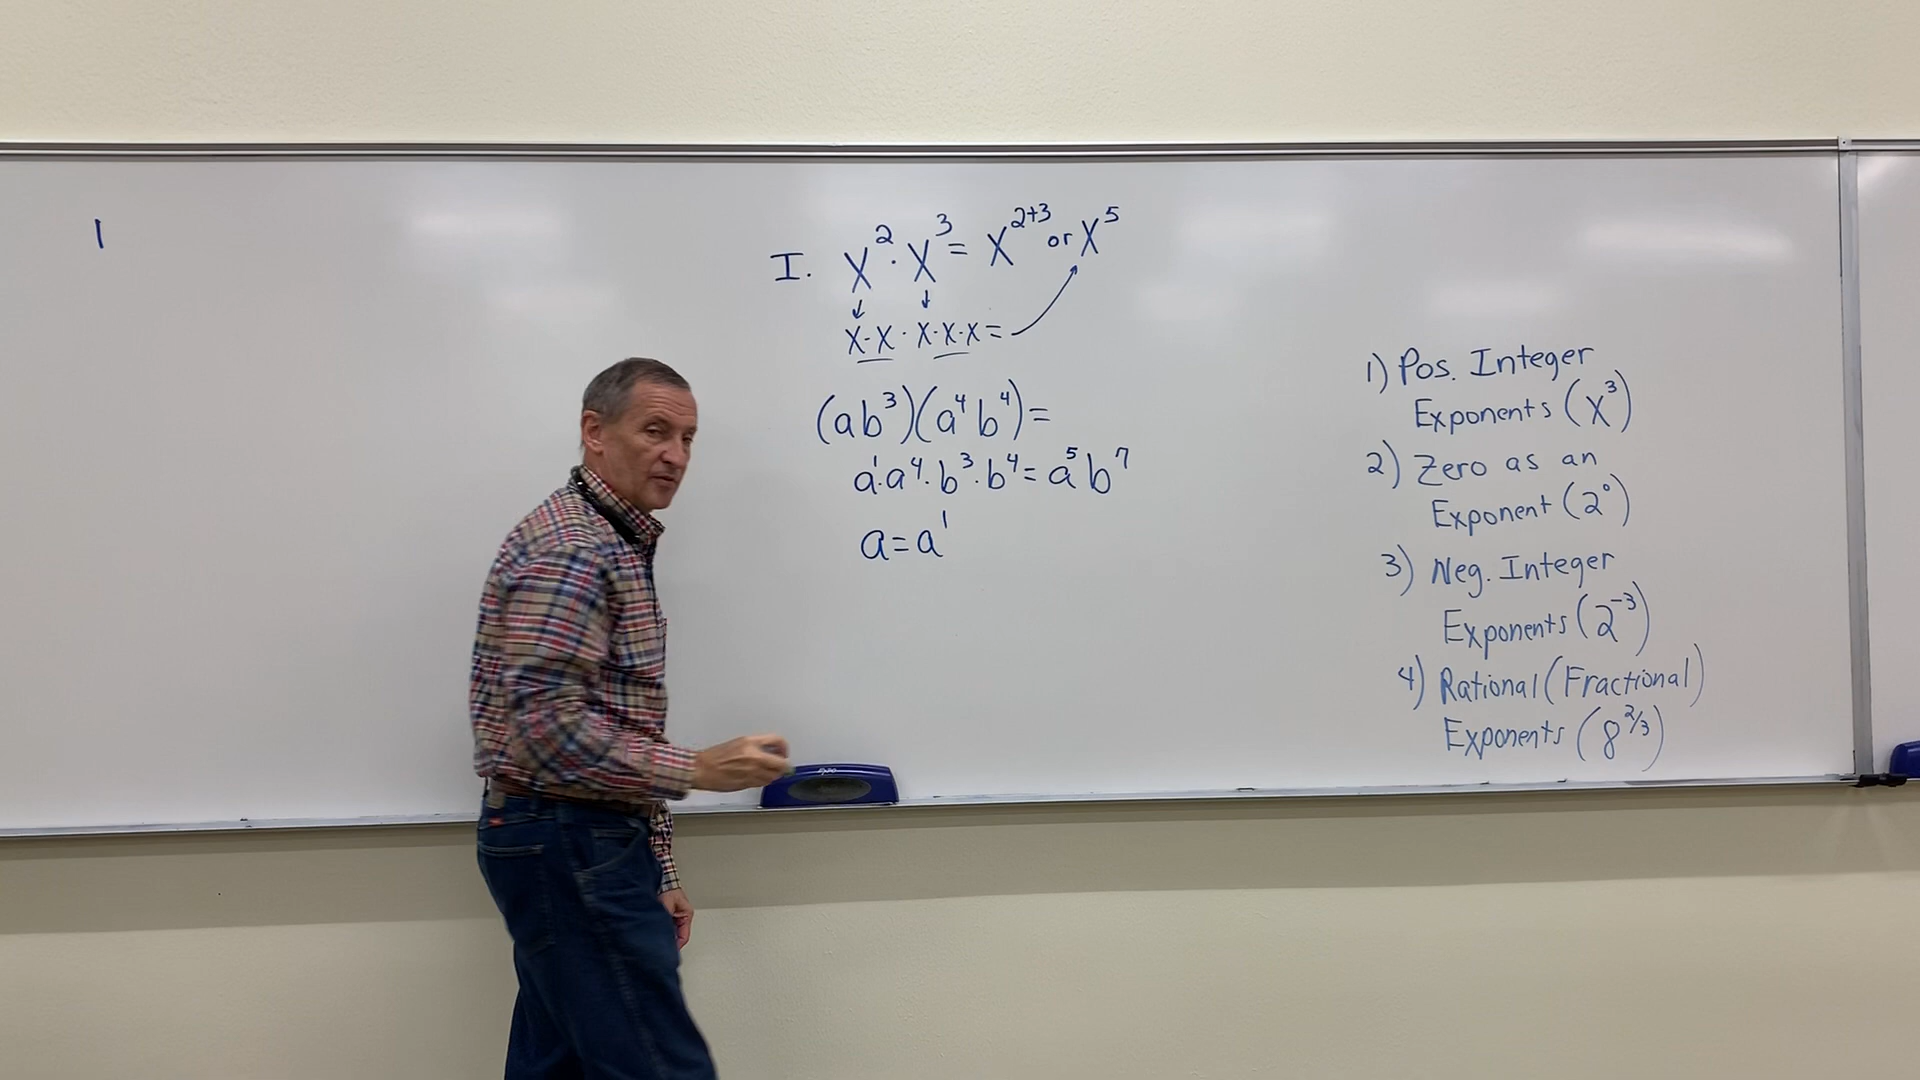 1
I. x² · x³ = x²⁺³ or x⁵
x·x · x·x·x =
(ab³)(a⁴b⁴) =
a¹·a⁴·b³·b⁴ = a⁵b⁷
a = a¹
1) Pos. Integer
Exponents (x³)
2) Zero as an
Exponent (2⁰)
3) Neg. Integer
Exponents (2⁻³)
4) Rational (Fractional)
Exponents (8^2/3)
expo